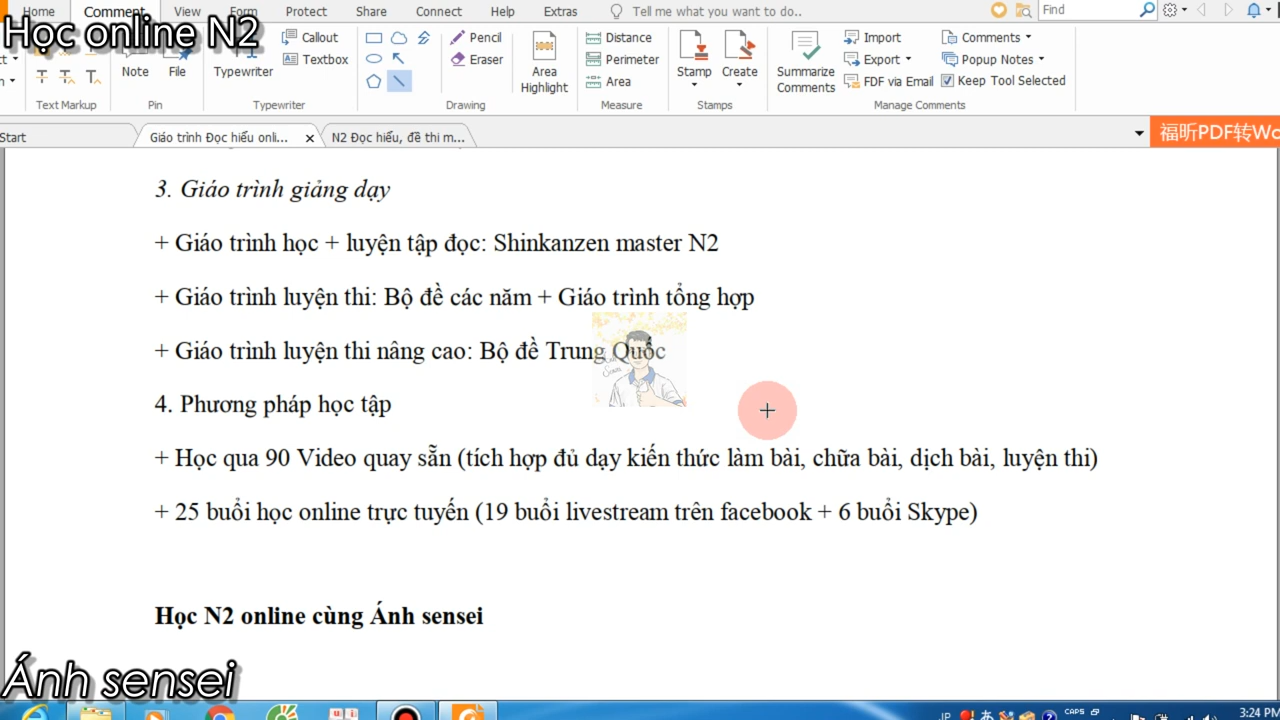 Home Comment View Form Protect Share Connect Help Extras Tell me what you want to do.. Find
Học online N2
Callout
Textbox
Note File Typewriter
Pencil
Eraser
Area Highlight
Distance
Perimeter
Area
Stamp Create
Summarize Comments
Import
Export
FDF via Email
Comments
Popup Notes
Keep Tool Selected
Text Markup Pin Typewriter Drawing Measure Stamps Manage Comments
Start Giáo trình Đọc hiểu onli... x N2 Đọc hiểu, đề thi m...
福昕PDF转Wo
3. Giáo trình giảng dạy
+ Giáo trình học + luyện tập đọc: Shinkanzen master N2
+ Giáo trình luyện thi: Bộ đề các năm + Giáo trình tổng hợp
+ Giáo trình luyện thi nâng cao: Bộ đề Trung Quốc
4. Phương pháp học tập
+ Học qua 90 Video quay sẵn (tích hợp đủ dạy kiến thức làm bài, chữa bài, dịch bài, luyện thi)
+ 25 buổi học online trực tuyến (19 buổi livestream trên facebook + 6 buổi Skype)
Học N2 online cùng Ánh sensei
Ánh sensei
JP あ CAPS 3:24 PM